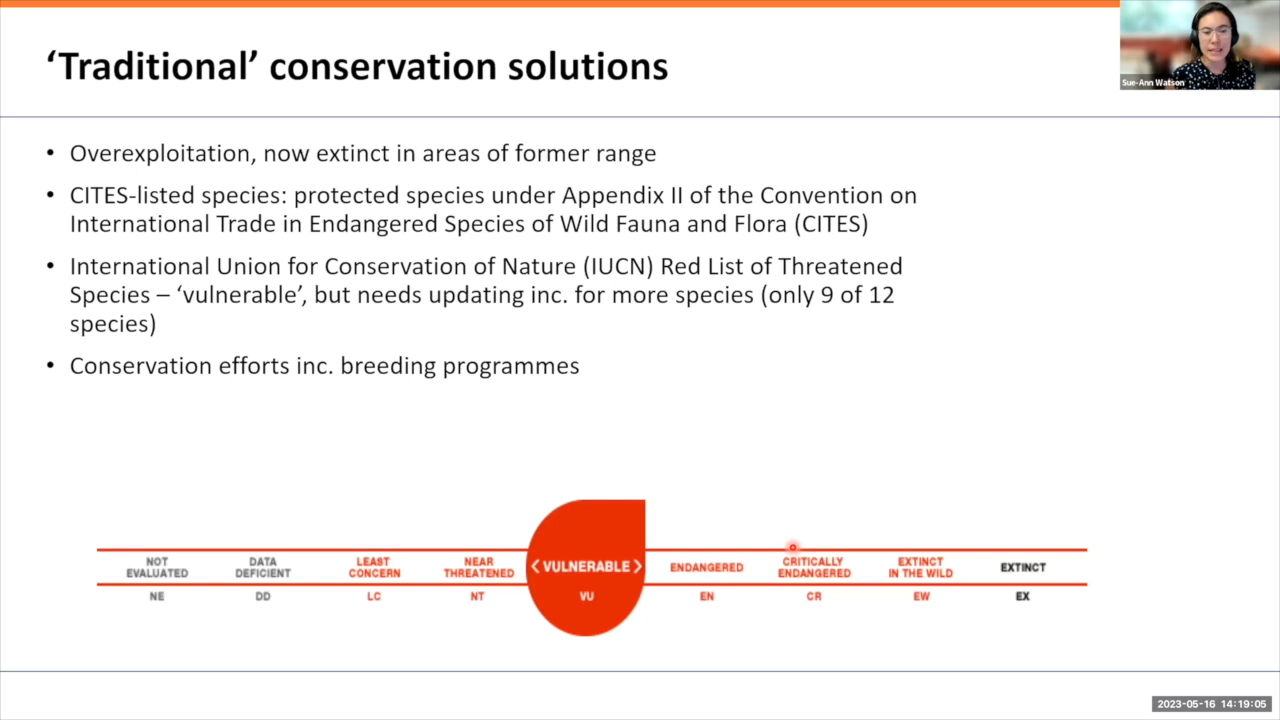 ‘Traditional’ conservation solutions
Sue-Ann Watson
• Overexploitation, now extinct in areas of former range
• CITES-listed species: protected species under Appendix II of the Convention on
International Trade in Endangered Species of Wild Fauna and Flora (CITES)
• International Union for Conservation of Nature (IUCN) Red List of Threatened
Species – ‘vulnerable’, but needs updating inc. for more species (only 9 of 12
species)
• Conservation efforts inc. breeding programmes
NOT
EVALUATED
NE
DATA
DEFICIENT
DD
LEAST
CONCERN
LC
NEAR
THREATENED
NT
< VULNERABLE >
VU
ENDANGERED
EN
CRITICALLY
ENDANGERED
CR
EXTINCT
IN THE WILD
EW
EXTINCT
EX
2023-05-16 14:19:05